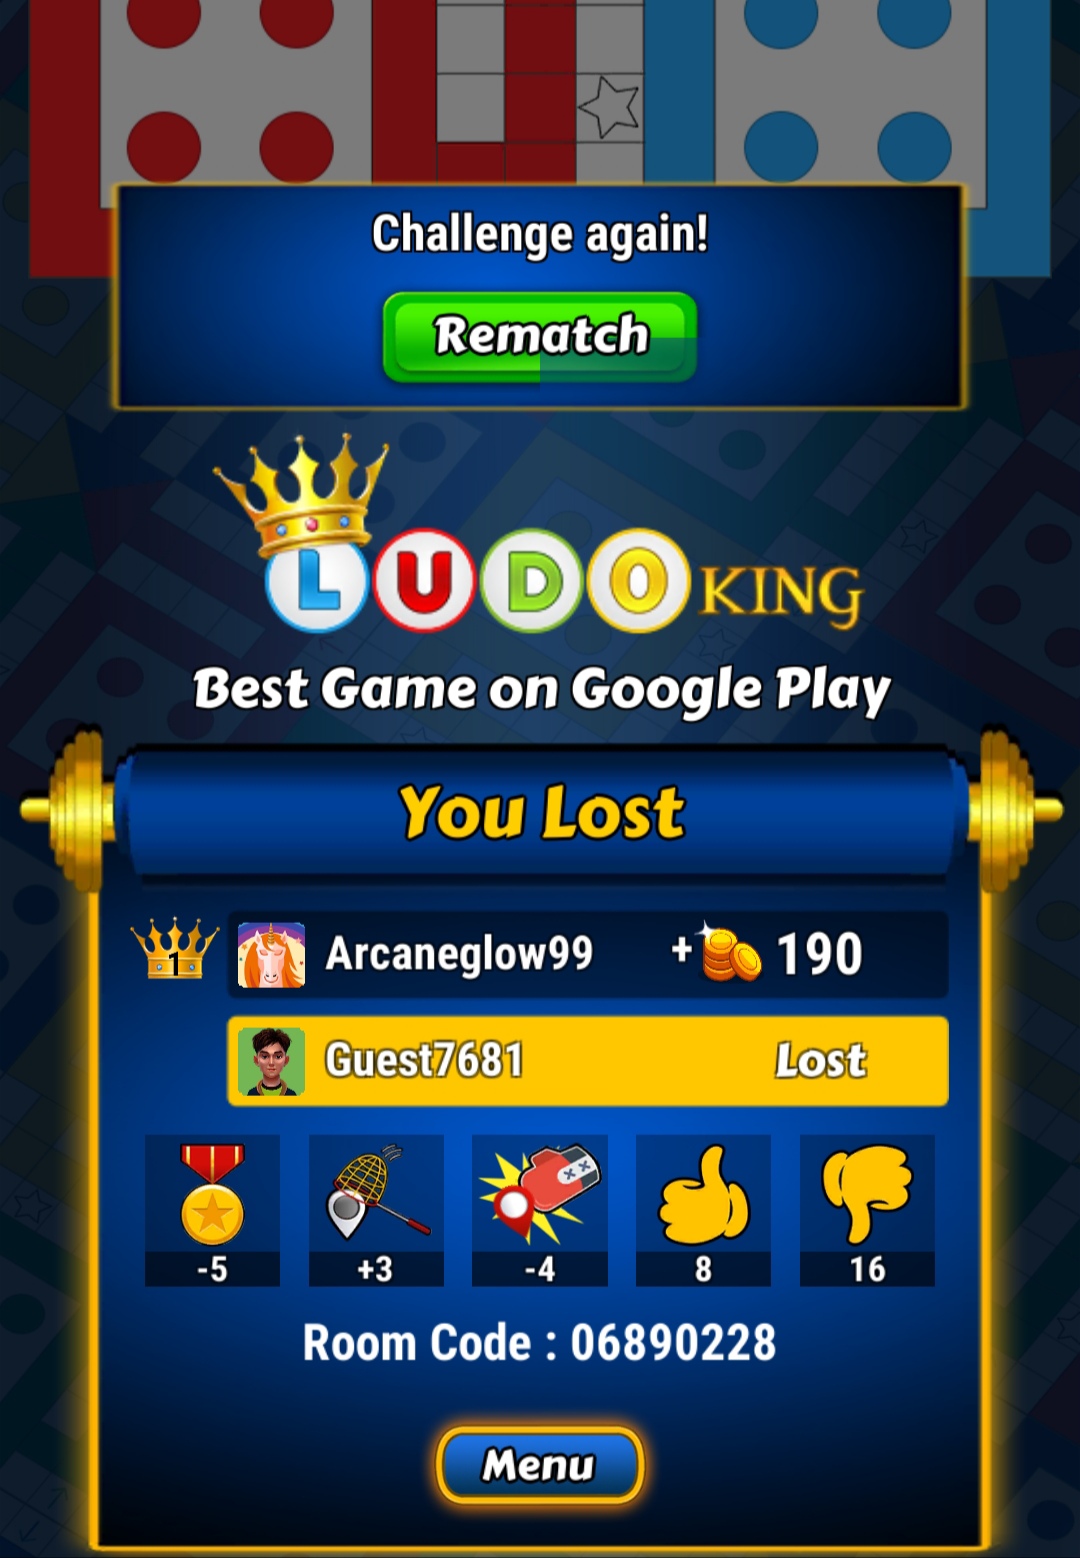 Challenge again!
Rematch
LUDO KING
Best Game on Google Play
You Lost
1 Arcaneglow99 + 190
Guest7681 Lost
-5 +3 -4 8 16
Room Code : 06890228
Menu